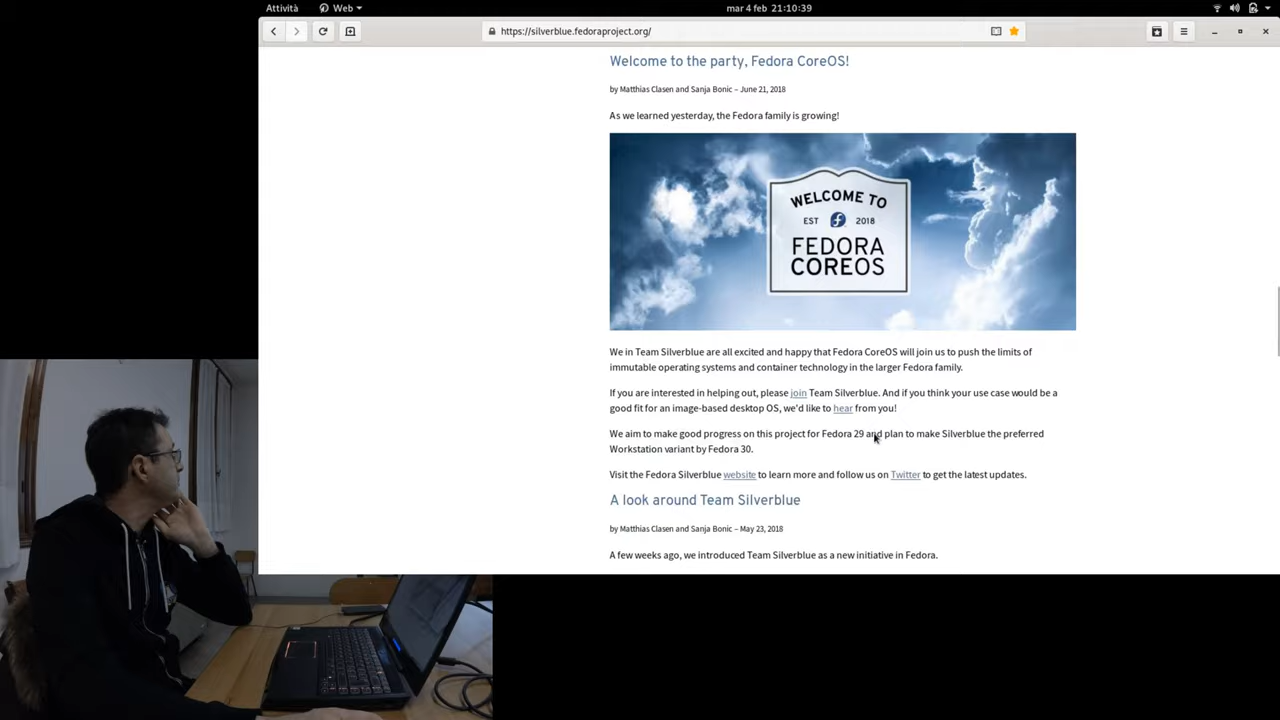 Attività
Web
mar 4 feb 21:10:39
https://silverblue.fedoraproject.org/
Welcome to the party, Fedora CoreOS!
by Matthias Clasen and Sanja Bonic – June 21, 2018
As we learned yesterday, the Fedora family is growing!
WELCOME TO
EST 2018
FEDORA
COREOS
We in Team Silverblue are all excited and happy that Fedora CoreOS will join us to push the limits of
immutable operating systems and container technology in the larger Fedora family.
If you are interested in helping out, please join Team Silverblue. And if you think your use case would be a
good fit for an image-based desktop OS, we'd like to hear from you!
We aim to make good progress on this project for Fedora 29 and plan to make Silverblue the preferred
Workstation variant by Fedora 30.
Visit the Fedora Silverblue website to learn more and follow us on Twitter to get the latest updates.
A look around Team Silverblue
by Matthias Clasen and Sanja Bonic – May 23, 2018
A few weeks ago, we introduced Team Silverblue as a new initiative in Fedora.